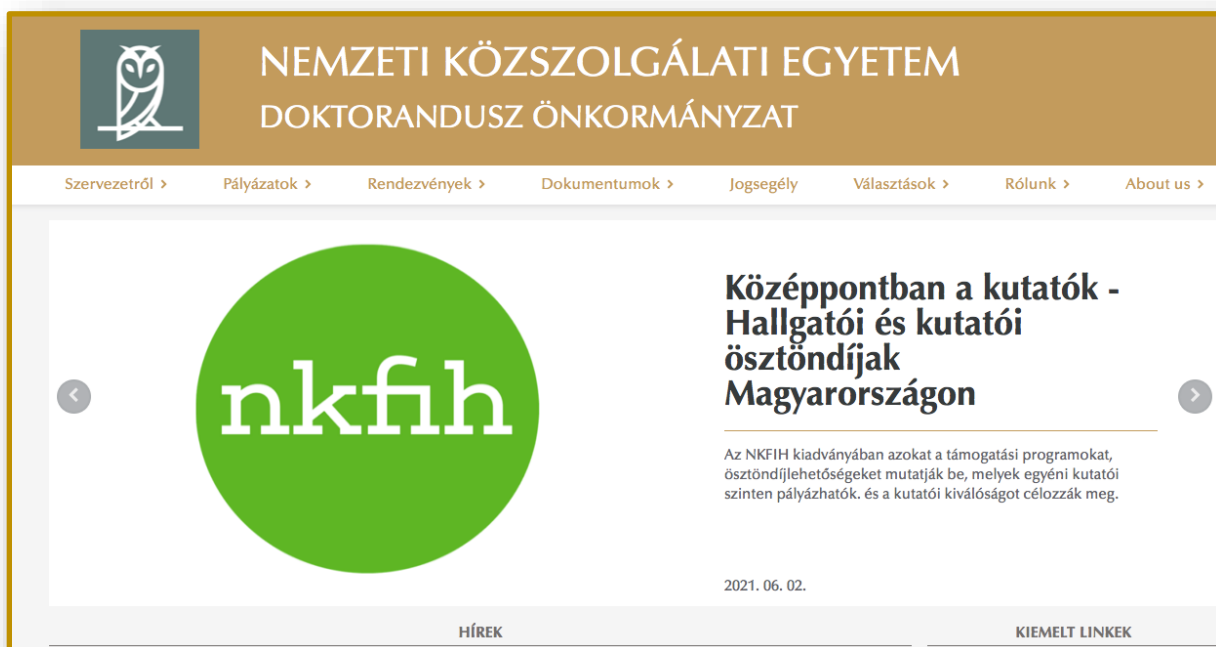 NEMZETI KÖZSZOLGÁLATI EGYETEM
DOKTORANDUSZ ÖNKORMÁNYZAT
Szervezetről > Pályázatok > Rendezvények > Dokumentumok > Jogsegély Választások > Rólunk > About us >
nkfih
Középpontban a kutatók -
Hallgatói és kutatói
ösztöndíjak
Magyarországon
Az NKFIH kiadványában azokat a támogatási programokat,
ösztöndíjlehetőségeket mutatják be, melyek egyéni kutatói
szinten pályázhatók. és a kutatói kiválóságot célozzák meg.
2021. 06. 02.
HÍREK
KIEMELT LINKEK